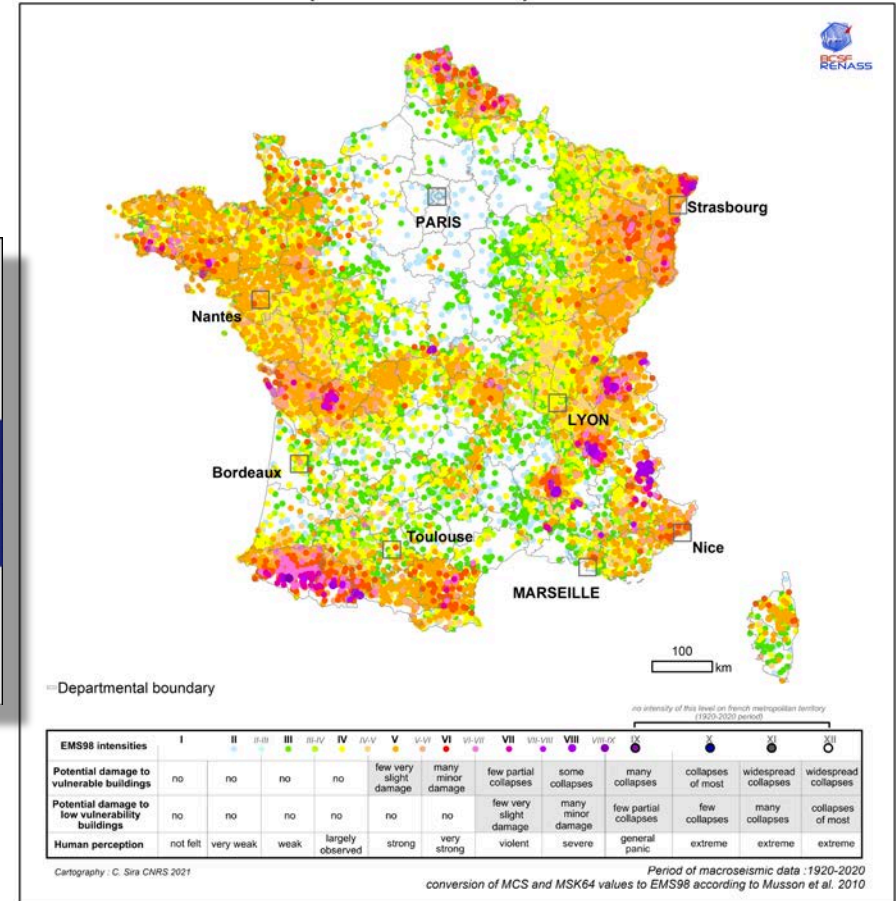 BCSF
RENASS
Strasbourg
PARIS
Nantes
LYON
Bordeaux
Toulouse
Nice
MARSEILLE
100
km
Departmental boundary
no intensity of this level on french metropolitan territory
(1920-2020 period)
EMS98 intensities I II II-III III III-IV IV IV-V V V-VI VI VI-VII VII VII-VIII VIII VIII-IX IX X XI XII
Potential damage to vulnerable buildings no no no no few very slight damage many minor damage few partial collapses some collapses many collapses collapses of most widespread collapses widespread collapses
Potential damage to low vulnerability buildings no no no no no no few very slight damage many minor damage few partial collapses few collapses many collapses collapses of most
Human perception not felt very weak weak largely observed strong very strong violent severe general panic extreme extreme extreme
Cartography : C. Sira CNRS 2021
Period of macroseismic data :1920-2020
conversion of MCS and MSK64 values to EMS98 according to Musson et al. 2010